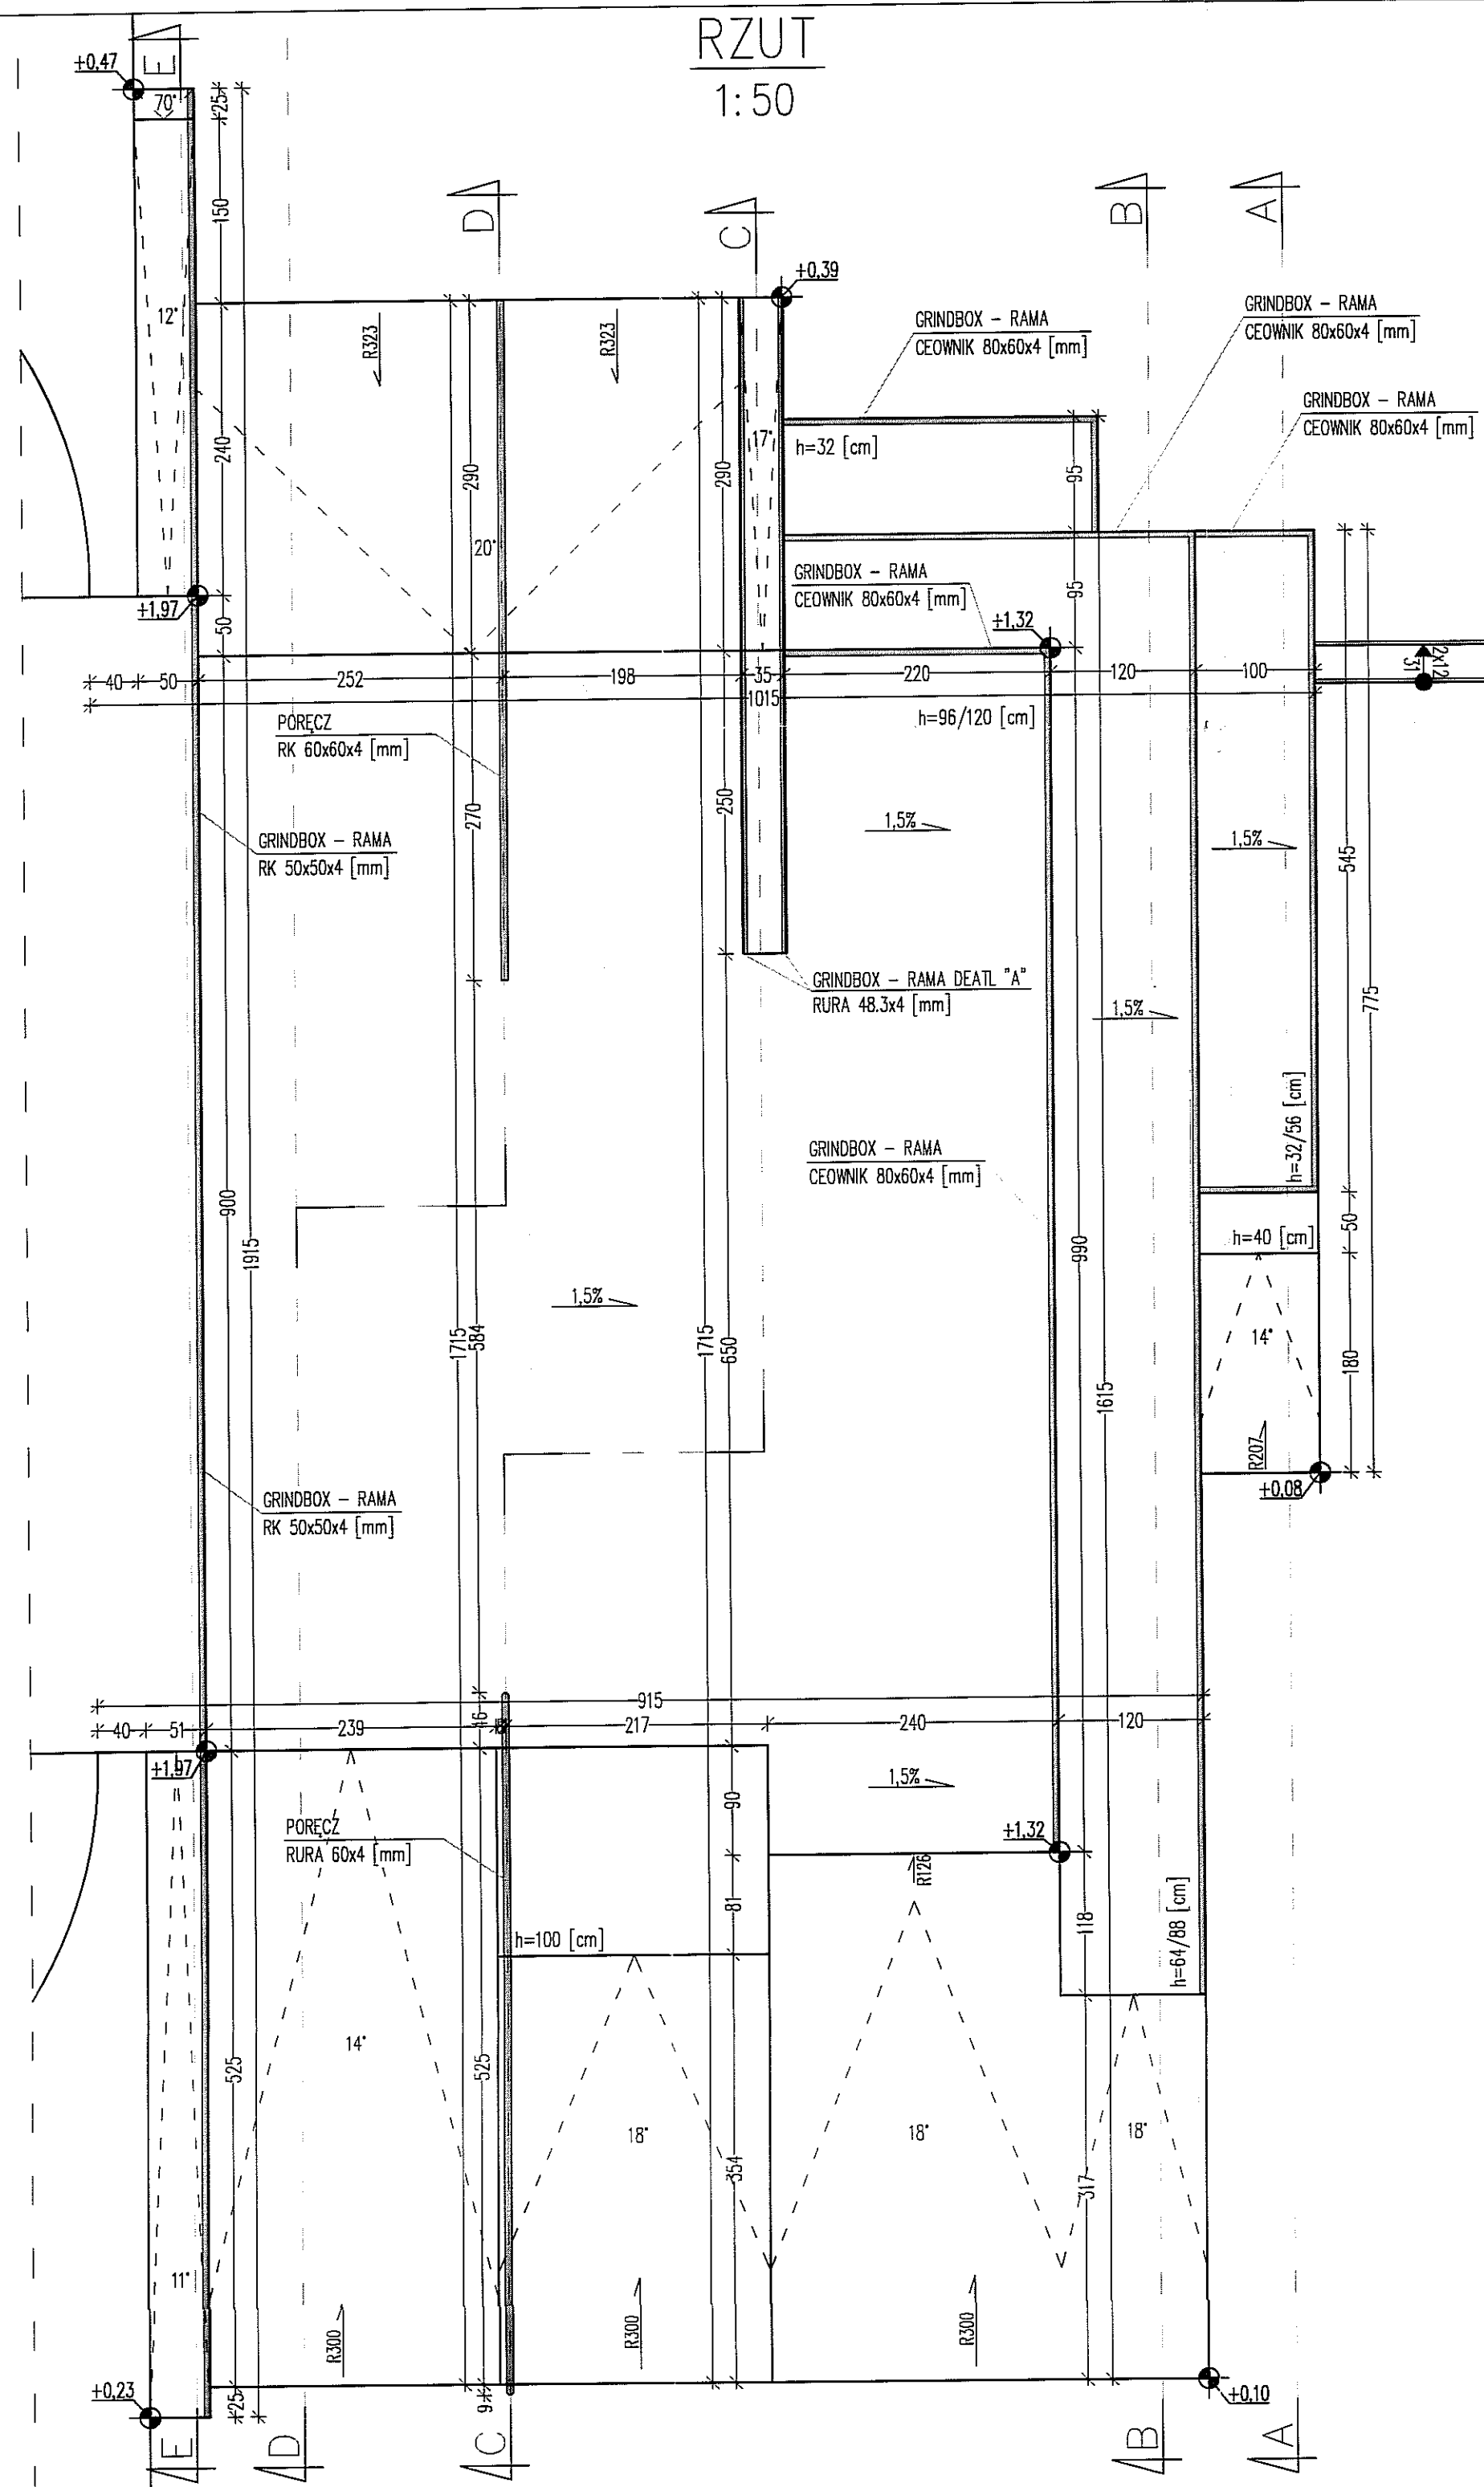 RZUT
1:50
+0,47
E
70°
25
150
D
C
B
A
12°
+0,39
R323
R323
GRINDBOX - RAMA
CEOWNIK 80x60x4 [mm]
GRINDBOX - RAMA
CEOWNIK 80x60x4 [mm]
GRINDBOX - RAMA
CEOWNIK 80x60x4 [mm]
240
290
20°
290
17°
h=32 [cm]
95
95
GRINDBOX - RAMA
CEOWNIK 80x60x4 [mm]
+1,97
50
+1,32
2x12
31
40
50
252
198
35
220
120
100
1015
h=96/120 [cm]
PORĘCZ
RK 60x60x4 [mm]
270
250
GRINDBOX - RAMA
RK 50x50x4 [mm]
1,5%
1,5%
545
775
GRINDBOX - RAMA DEATL "A"
RURA 48.3x4 [mm]
1,5%
h=32/56 [cm]
GRINDBOX - RAMA
CEOWNIK 80x60x4 [mm]
900
1915
990
50
h=40 [cm]
1,5%
1715
584
1715
650
1615
14°
180
R207
+0,08
GRINDBOX - RAMA
RK 50x50x4 [mm]
915
40
51
239
46
217
240
120
+1,97
1,5%
90
PORĘCZ
RURA 60x4 [mm]
+1,32
R126
81
118
h=64/88 [cm]
h=100 [cm]
14°
525
525
18°
354
18°
317
18°
11°
R300
R300
R300
+0,23
25
9
+0,10
E
D
C
B
A